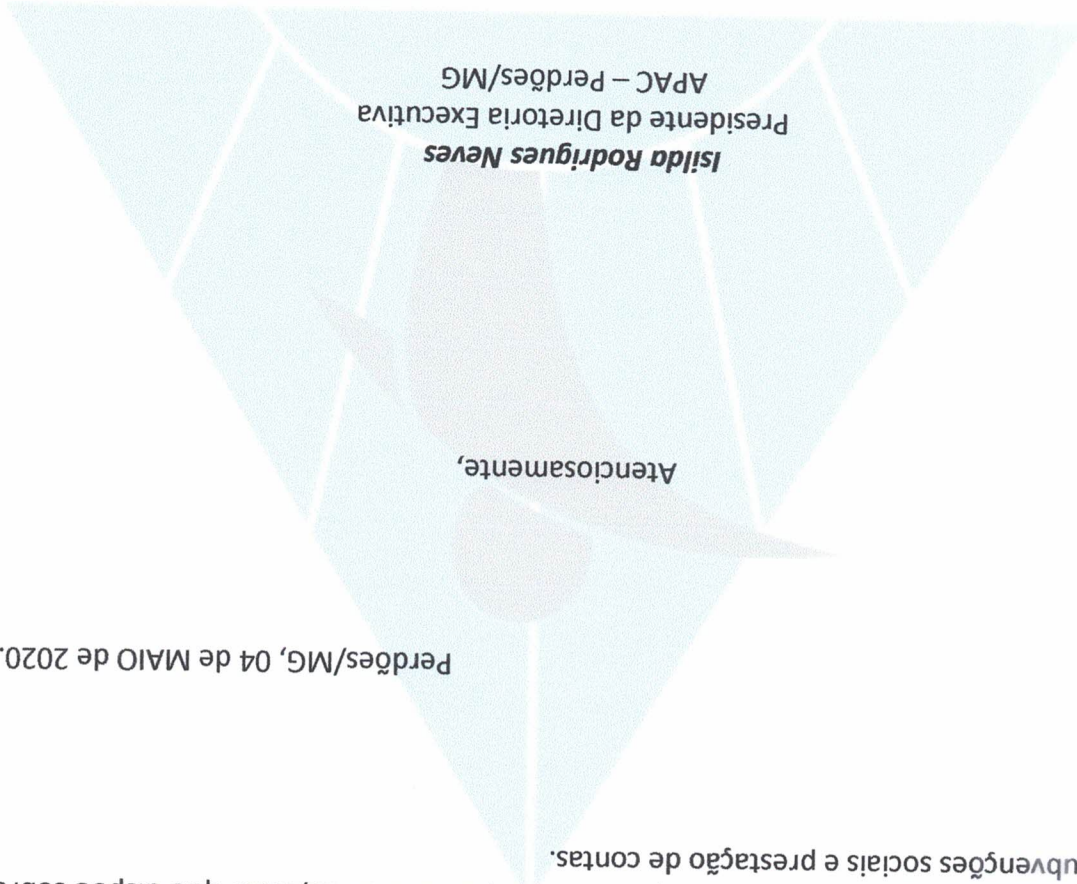 ubvenções sociais e prestação de contas.
Perdões/MG, 04 de MAIO de 2020.
Atenciosamente,
Isilda Rodrigues Neves
Presidente da Diretoria Executiva
APAC – Perdões/MG